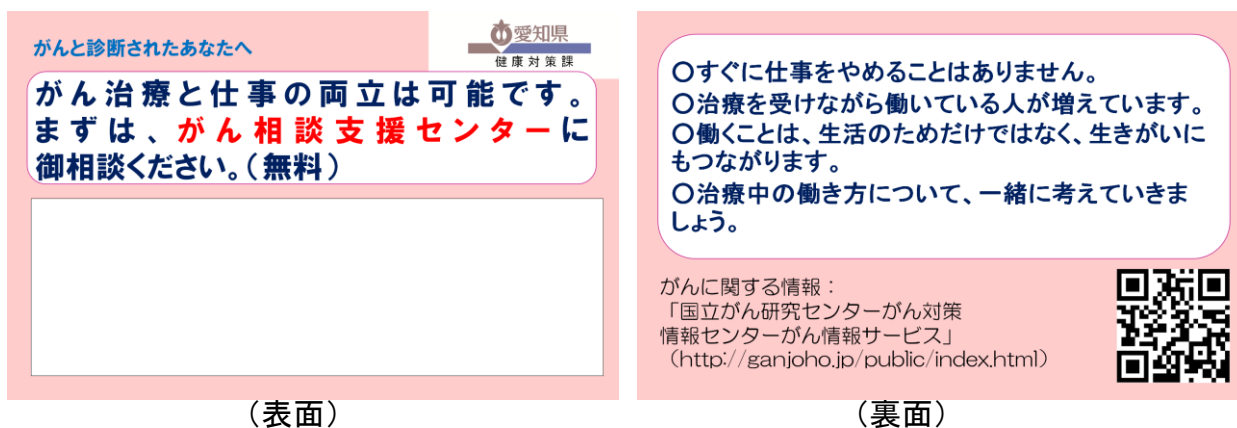 がんと診断されたあなたへ
愛知県
健康対策課
がん治療と仕事の両立は可能です。
まずは、がん相談支援センターに
御相談ください。(無料)
(表面)
○すぐに仕事をやめることはありません。
○治療を受けながら働いている人が増えています。
○働くことは、生活のためだけではなく、生きがいに
もつながります。
○治療中の働き方について、一緒に考えていきま
しょう。
がんに関する情報：
「国立がん研究センターがん対策
情報センターがん情報サービス」
(http://ganjoho.jp/public/index.html)
(裏面)